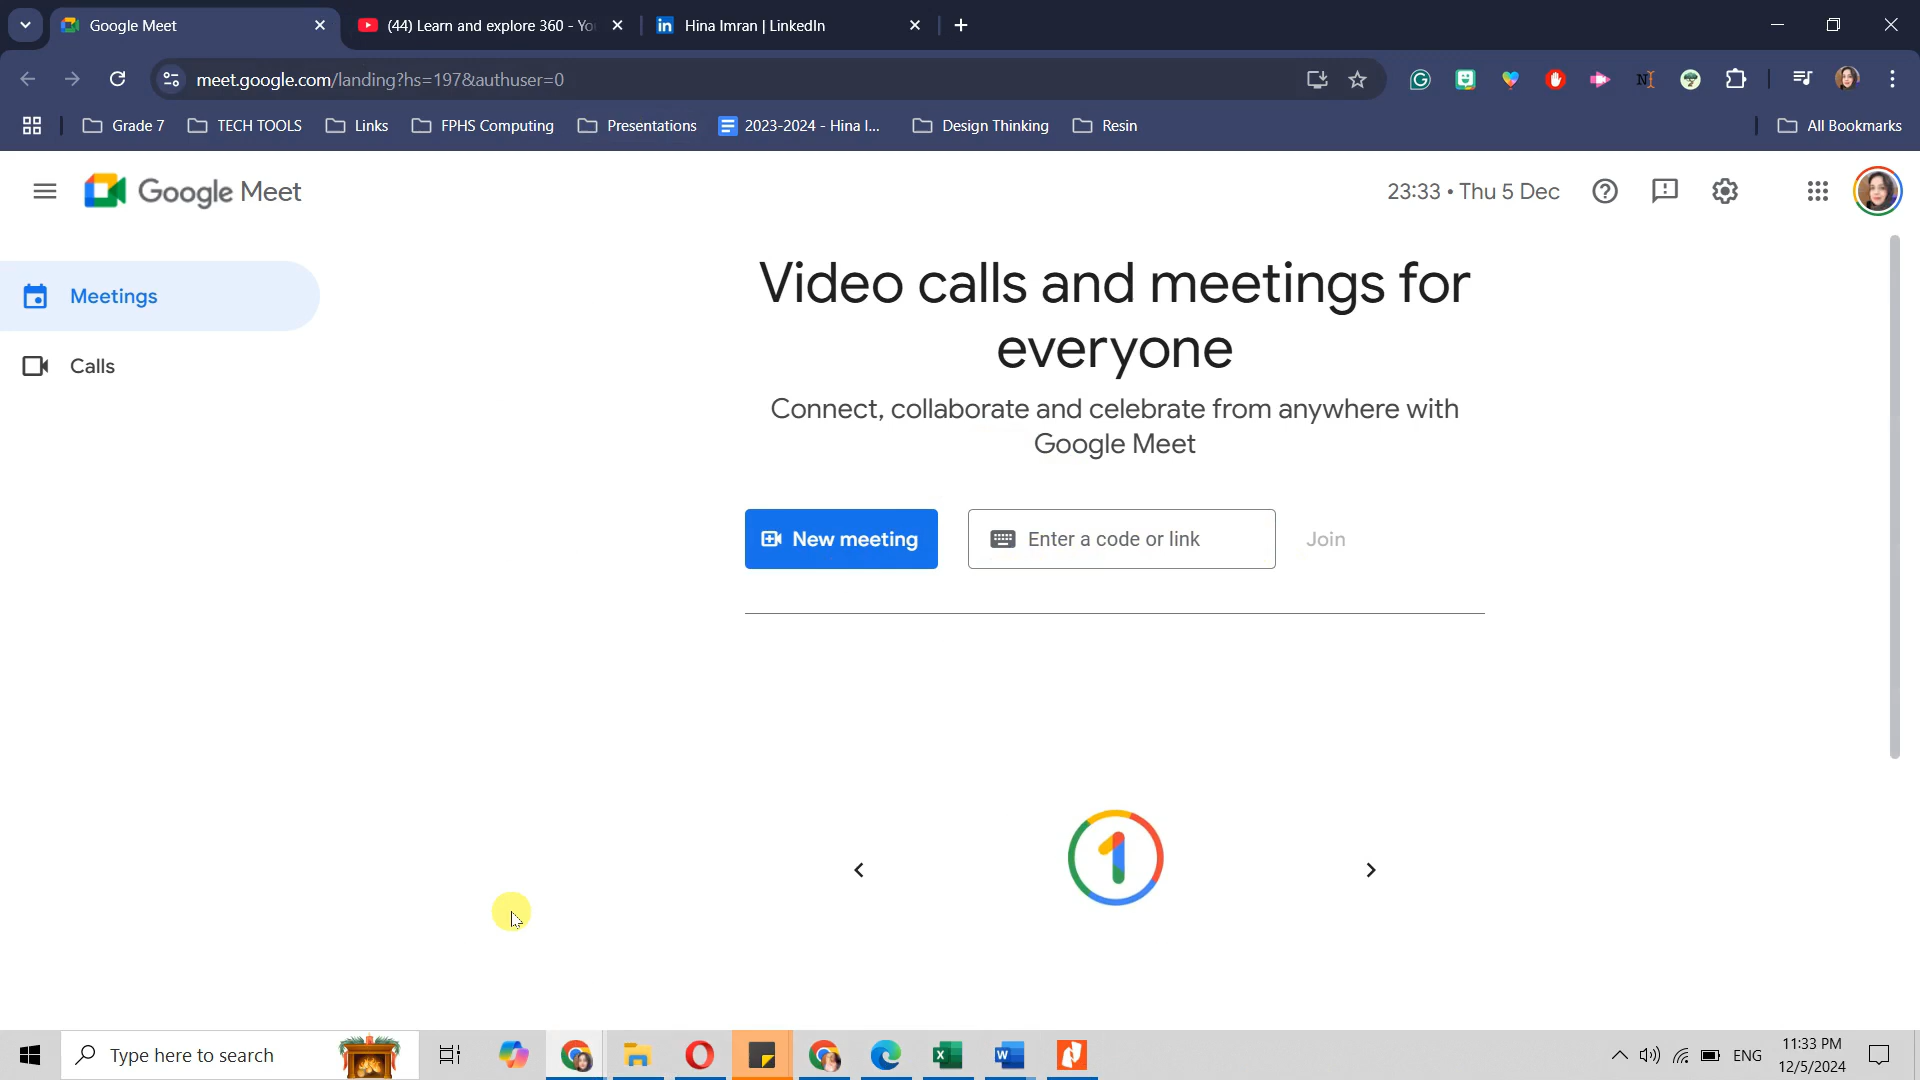 Google Meet
(44) Learn and explore 360 - Yo
Hina Imran | LinkedIn
meet.google.com/landing?hs=197&authuser=0
Grade 7
TECH TOOLS
Links
FPHS Computing
Presentations
2023-2024 - Hina I...
Design Thinking
Resin
All Bookmarks
Google Meet
23:33 • Thu 5 Dec
Meetings
Calls
Video calls and meetings for
everyone
Connect, collaborate and celebrate from anywhere with
Google Meet
New meeting
Enter a code or link
Join
1
Type here to search
ENG
11:33 PM
12/5/2024